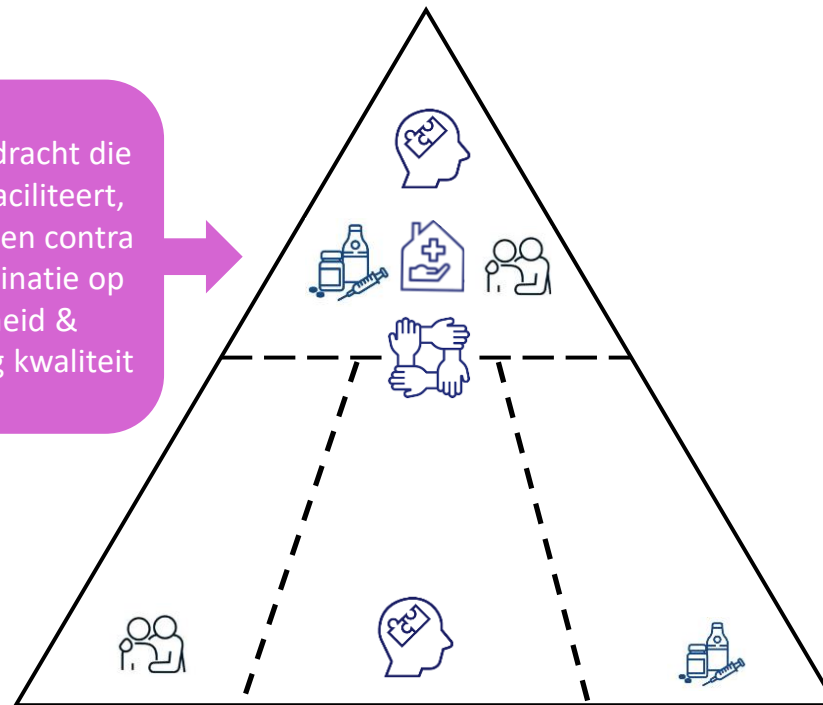 dracht die
aciliteert,
en contra
inatie op
eid &
g kwaliteit